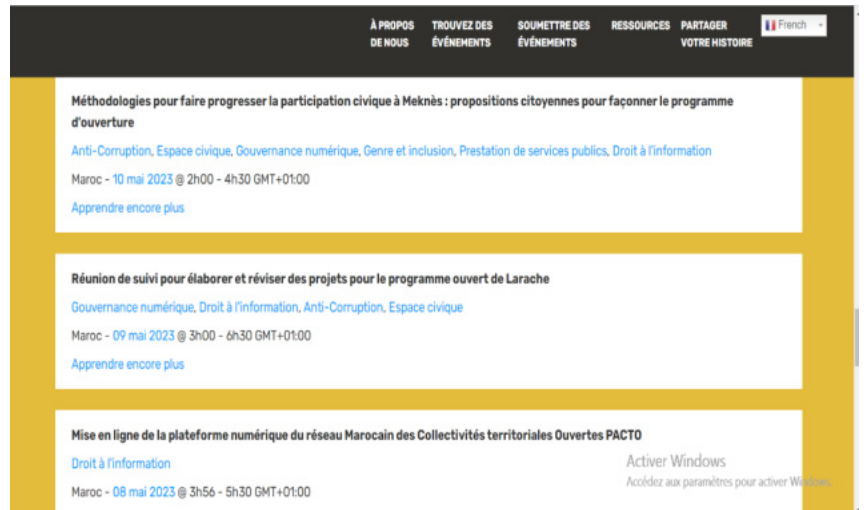 À PROPOS DE NOUS
TROUVEZ DES ÉVÉNEMENTS
SOUMETTRE DES ÉVÉNEMENTS
RESSOURCES
PARTAGER VOTRE HISTOIRE
French
Méthodologies pour faire progresser la participation civique à Meknès : propositions citoyennes pour façonner le programme
d'ouverture
Anti-Corruption, Espace civique, Gouvernance numérique, Genre et inclusion, Prestation de services publics, Droit à l'information
Maroc - 10 mai 2023 @ 2h00 - 4h30 GMT+01:00
Apprendre encore plus
Réunion de suivi pour élaborer et réviser des projets pour le programme ouvert de Larache
Gouvernance numérique, Droit à l'information, Anti-Corruption, Espace civique
Maroc - 09 mai 2023 @ 3h00 - 6h30 GMT+01:00
Apprendre encore plus
Mise en ligne de la plateforme numérique du réseau Marocain des Collectivités territoriales Ouvertes PACTO
Droit à l'information
Maroc - 08 mai 2023 @ 3h56 - 5h30 GMT+01:00
Activer Windows
Accédez aux paramètres pour activer Windows.